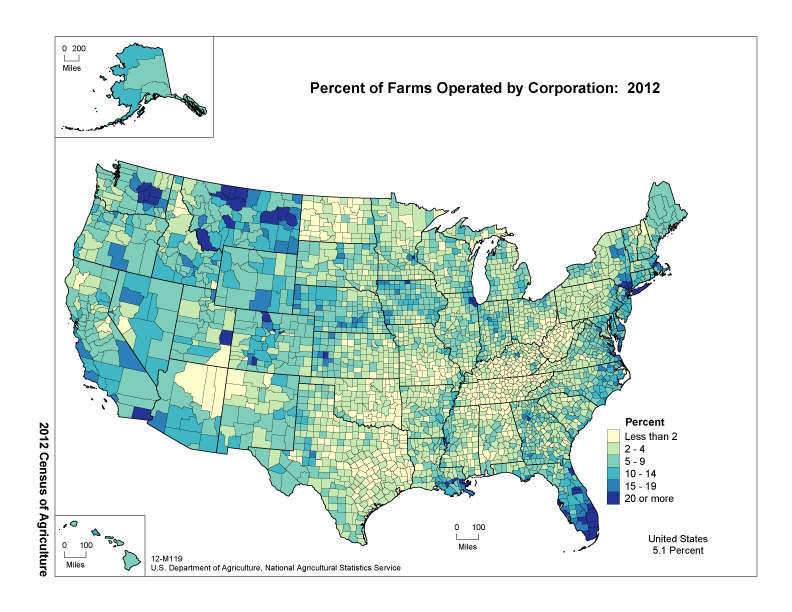 0 200
Miles
Percent of Farms Operated by Corporation: 2012
2012 Census of Agriculture
Percent
Less than 2
2 - 4
5 - 9
10 - 14
15 - 19
20 or more
0 100
Miles
0 100
Miles
United States
5.1 Percent
12-M119
U.S. Department of Agriculture, National Agricultural Statistics Service